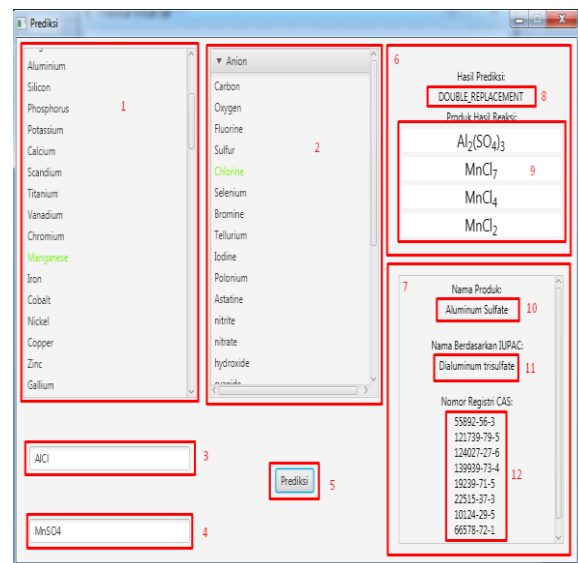 Prediksi
Aluminium
Silicon
Phosphorus
Potassium
Calcium
Scandium
Titanium
Vanadium
Chromium
Manganese
Iron
Cobalt
Nickel
Copper
Zinc
Gallium
1
▼ Anion
Carbon
Oxygen
Fluorine
Sulfur
Chlorine
Selenium
Bromine
Tellurium
Iodine
Polonium
Astatine
nitrite
nitrate
hydroxide
2
AlCl
3
MnSO4
4
Prediksi
5
6
Hasil Prediksi:
DOUBLE_REPLACEMENT
8
Produk Hasil Reaksi:
Al₂(SO₄)₃
MnCl₇
9
MnCl₄
MnCl₂
7
Nama Produk:
Aluminum Sulfate
10
Nama Berdasarkan IUPAC:
Dialuminum trisulfate
11
Nomor Registri CAS:
55892-56-3
121739-79-5
124027-27-6
139939-73-4
19239-71-5
22515-37-3
10124-29-5
66578-72-1
12